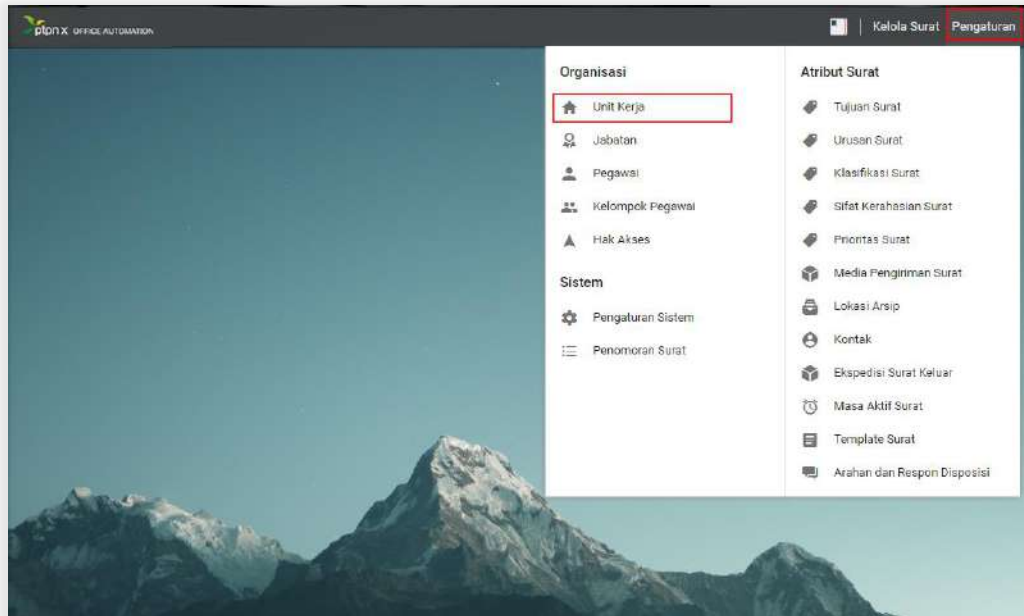 ptpn x OFFICE AUTOMATION
Kelola Surat
Pengaturan
Organisasi
Unit Kerja
Jabatan
Pegawai
Kelompok Pegawai
Hak Akses
Sistem
Pengaturan Sistem
Penomoran Surat
Atribut Surat
Tujuan Surat
Urusan Surat
Klasifikasi Surat
Sifat Kerahasian Surat
Prioritas Surat
Media Pengiriman Surat
Lokasi Arsip
Kontak
Ekspedisi Surat Keluar
Masa Aktif Surat
Template Surat
Arahan dan Respon Disposisi